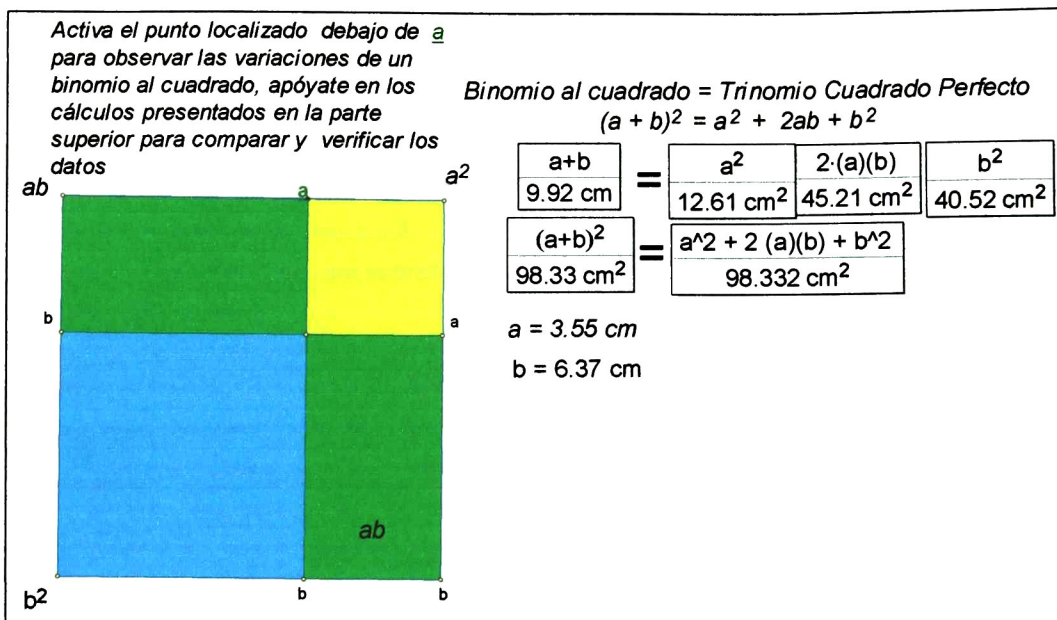 Activa el punto localizado debajo de a
para observar las variaciones de un
binomio al cuadrado, apóyate en los
cálculos presentados en la parte
superior para comparar y verificar los
datos
Binomio al cuadrado = Trinomio Cuadrado Perfecto
(a + b)² = a² + 2ab + b²
a+b
9.92 cm
=
a²
12.61 cm²
2·(a)(b)
45.21 cm²
b²
40.52 cm²
(a+b)²
98.33 cm²
=
a^2 + 2 (a)(b) + b^2
98.332 cm²
a = 3.55 cm
b = 6.37 cm
ab
a
a²
b
a
ab
b²
b
b